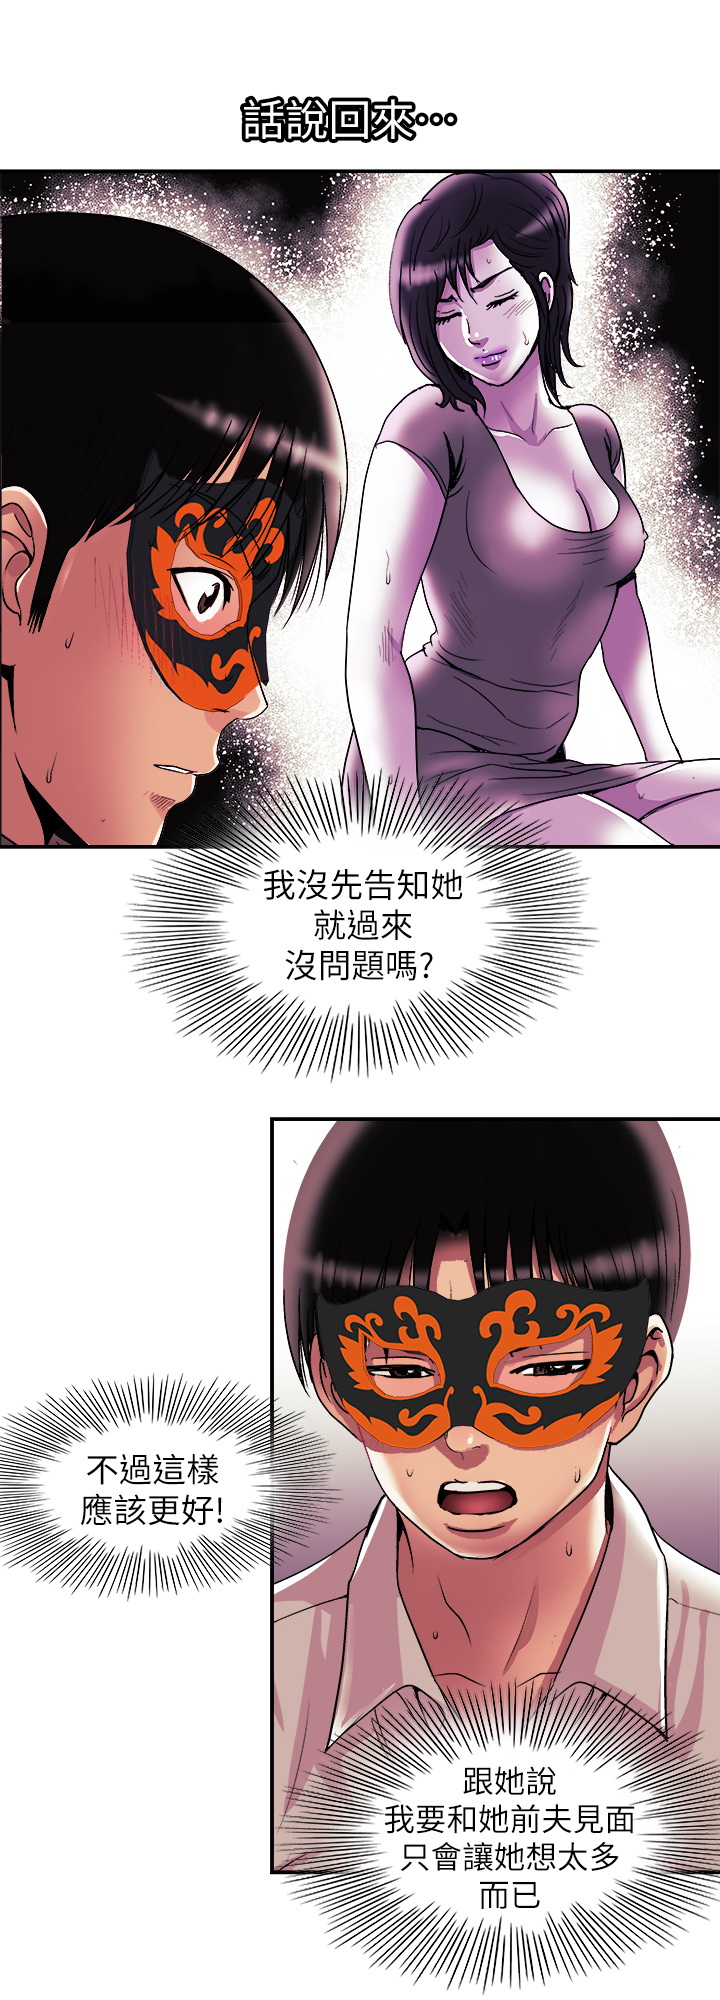 話說回來⋯
我沒先告知她
就過來
沒問題嗎?
不過這樣
應該更好!
跟她說
我要和她前夫見面
只會讓她想太多
而已